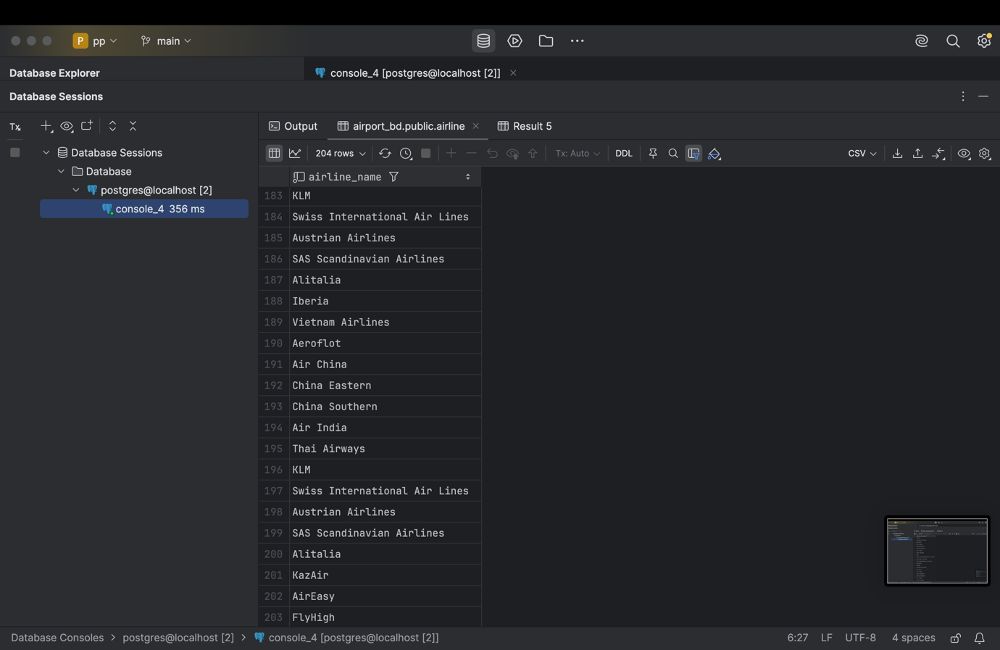 P pp main
Database Explorer
console_4 [postgres@localhost [2]]
Database Sessions
Tx
Output airport_bd.public.airline Result 5
Database Sessions
204 rows Tx: Auto DDL CSV
Database
airline_name
postgres@localhost [2]
console_4 356 ms
183 KLM
184 Swiss International Air Lines
185 Austrian Airlines
186 SAS Scandinavian Airlines
187 Alitalia
188 Iberia
189 Vietnam Airlines
190 Aeroflot
191 Air China
192 China Eastern
193 China Southern
194 Air India
195 Thai Airways
196 KLM
197 Swiss International Air Lines
198 Austrian Airlines
199 SAS Scandinavian Airlines
200 Alitalia
201 KazAir
202 AirEasy
203 FlyHigh
Database Consoles > postgres@localhost [2] > console_4 [postgres@localhost [2]] 6:27 LF UTF-8 4 spaces